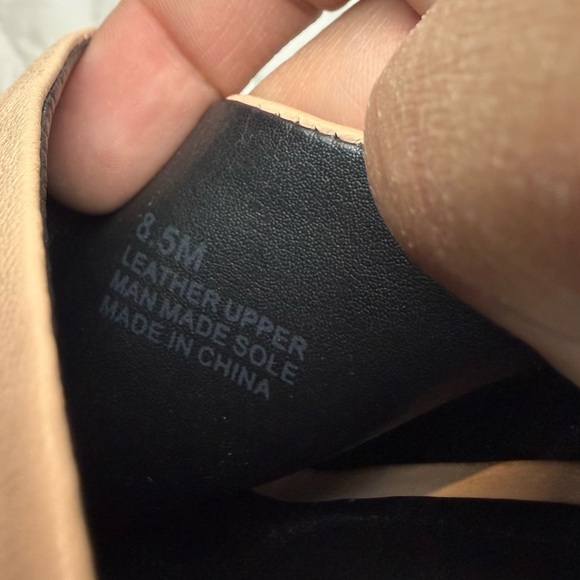 8.5M
LEATHER UPPER
MAN MADE SOLE
MADE IN CHINA